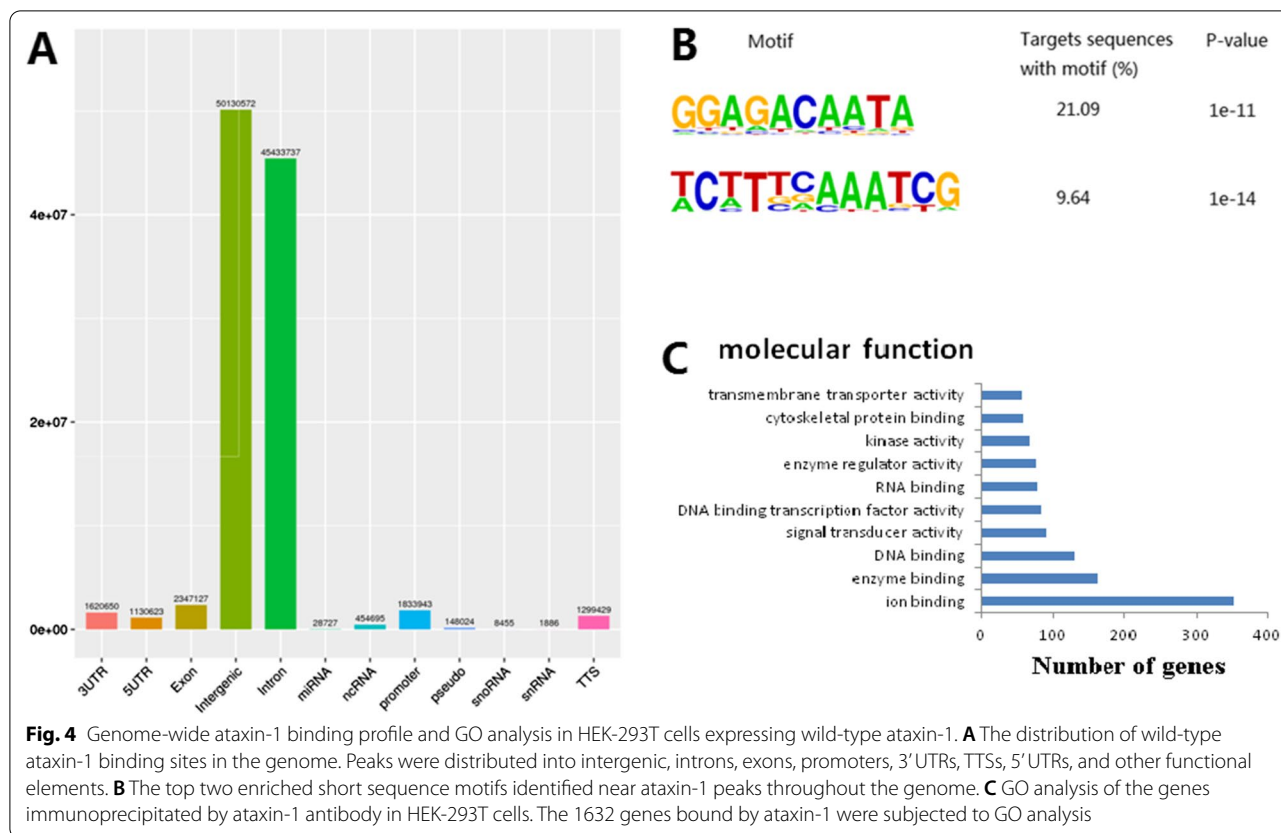 A
50130572
45433737
4e+07
2e+07
1620650
1130623
2347127
28727
454695
1833943
148024
8455
1886
1299429
0e+00
3UTR
5UTR
Exon
Intergenic
Intron
miRNA
ncRNA
promoter
pseudo
snoRNA
snRNA
TTS
B
Motif
Targets sequences
with motif (%)
P-value
GGAGACAATA
21.09
1e-11
9.64
1e-14
C molecular function
transmembrane transporter activity
cytoskeletal protein binding
kinase activity
enzyme regulator activity
RNA binding
DNA binding transcription factor activity
signal transducer activity
DNA binding
enzyme binding
ion binding
0 100 200 300 400
Number of genes
Fig. 4 Genome-wide ataxin-1 binding profile and GO analysis in HEK-293T cells expressing wild-type ataxin-1. A The distribution of wild-type
ataxin-1 binding sites in the genome. Peaks were distributed into intergenic, introns, exons, promoters, 3’ UTRs, TTSs, 5’ UTRs, and other functional
elements. B The top two enriched short sequence motifs identified near ataxin-1 peaks throughout the genome. C GO analysis of the genes
immunoprecipitated by ataxin-1 antibody in HEK-293T cells. The 1632 genes bound by ataxin-1 were subjected to GO analysis